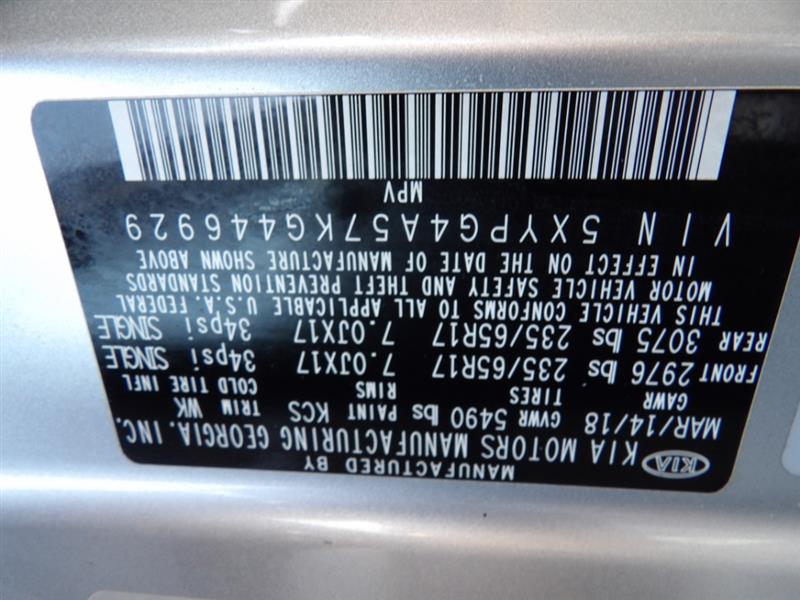 MANUFACTURED BY
KIA KIA MOTORS MANUFACTURING GEORGIA. INC.
MAR/14/18 GVWR 5490 lbs PAINT KCS TRIM WK
GAWR TIRES RIMS COLD TIRE INFL
FRONT 2976 lbs 235/65R17 7.0JX17 34psi SINGLE
REAR 3075 lbs 235/65R17 7.0JX17 34psi SINGLE
THIS VEHICLE CONFORMS TO ALL APPLICABLE U.S.A. FEDERAL
MOTOR VEHICLE SAFETY AND THEFT PREVENTION STANDARDS
IN EFFECT ON THE DATE OF MANUFACTURE SHOWN ABOVE
VIN 5XYPG4A57KG446929
MPV